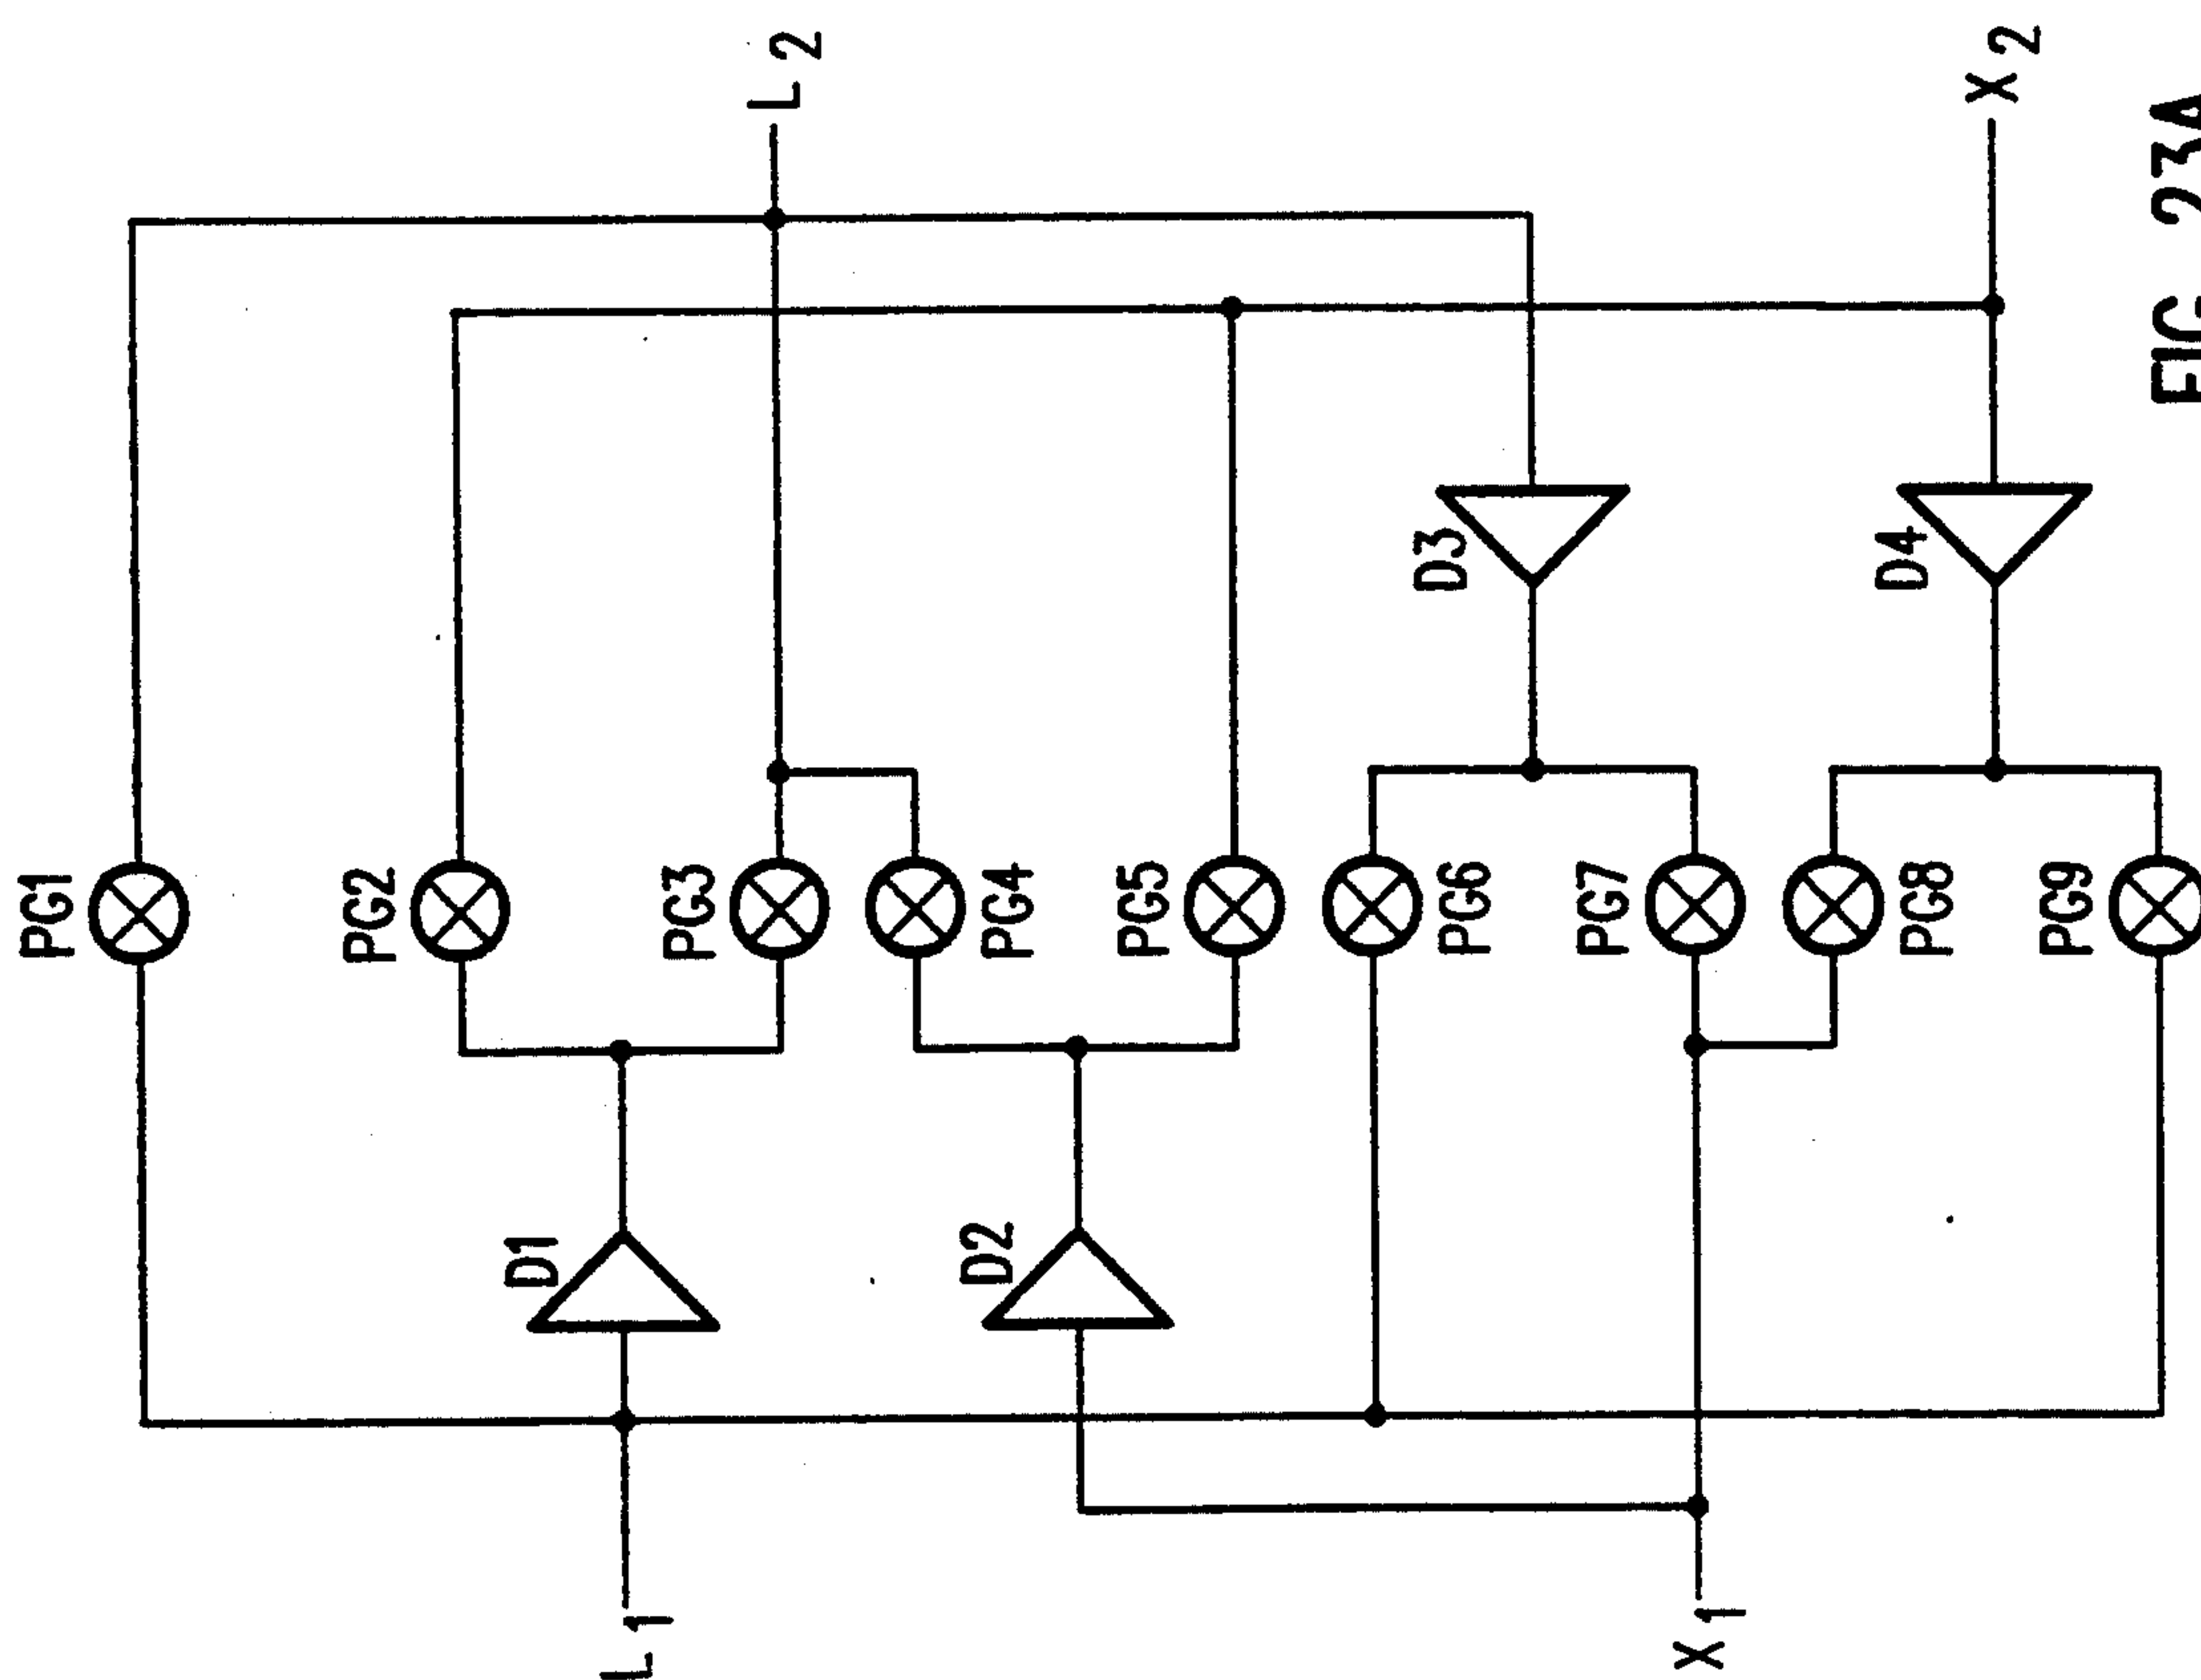 PG1
PG2
PG3
PG4
PG5
PG6
PG7
PG8
PG9
D1
D2
D3
D4
L1
L2
X1
X2
FIG 23A